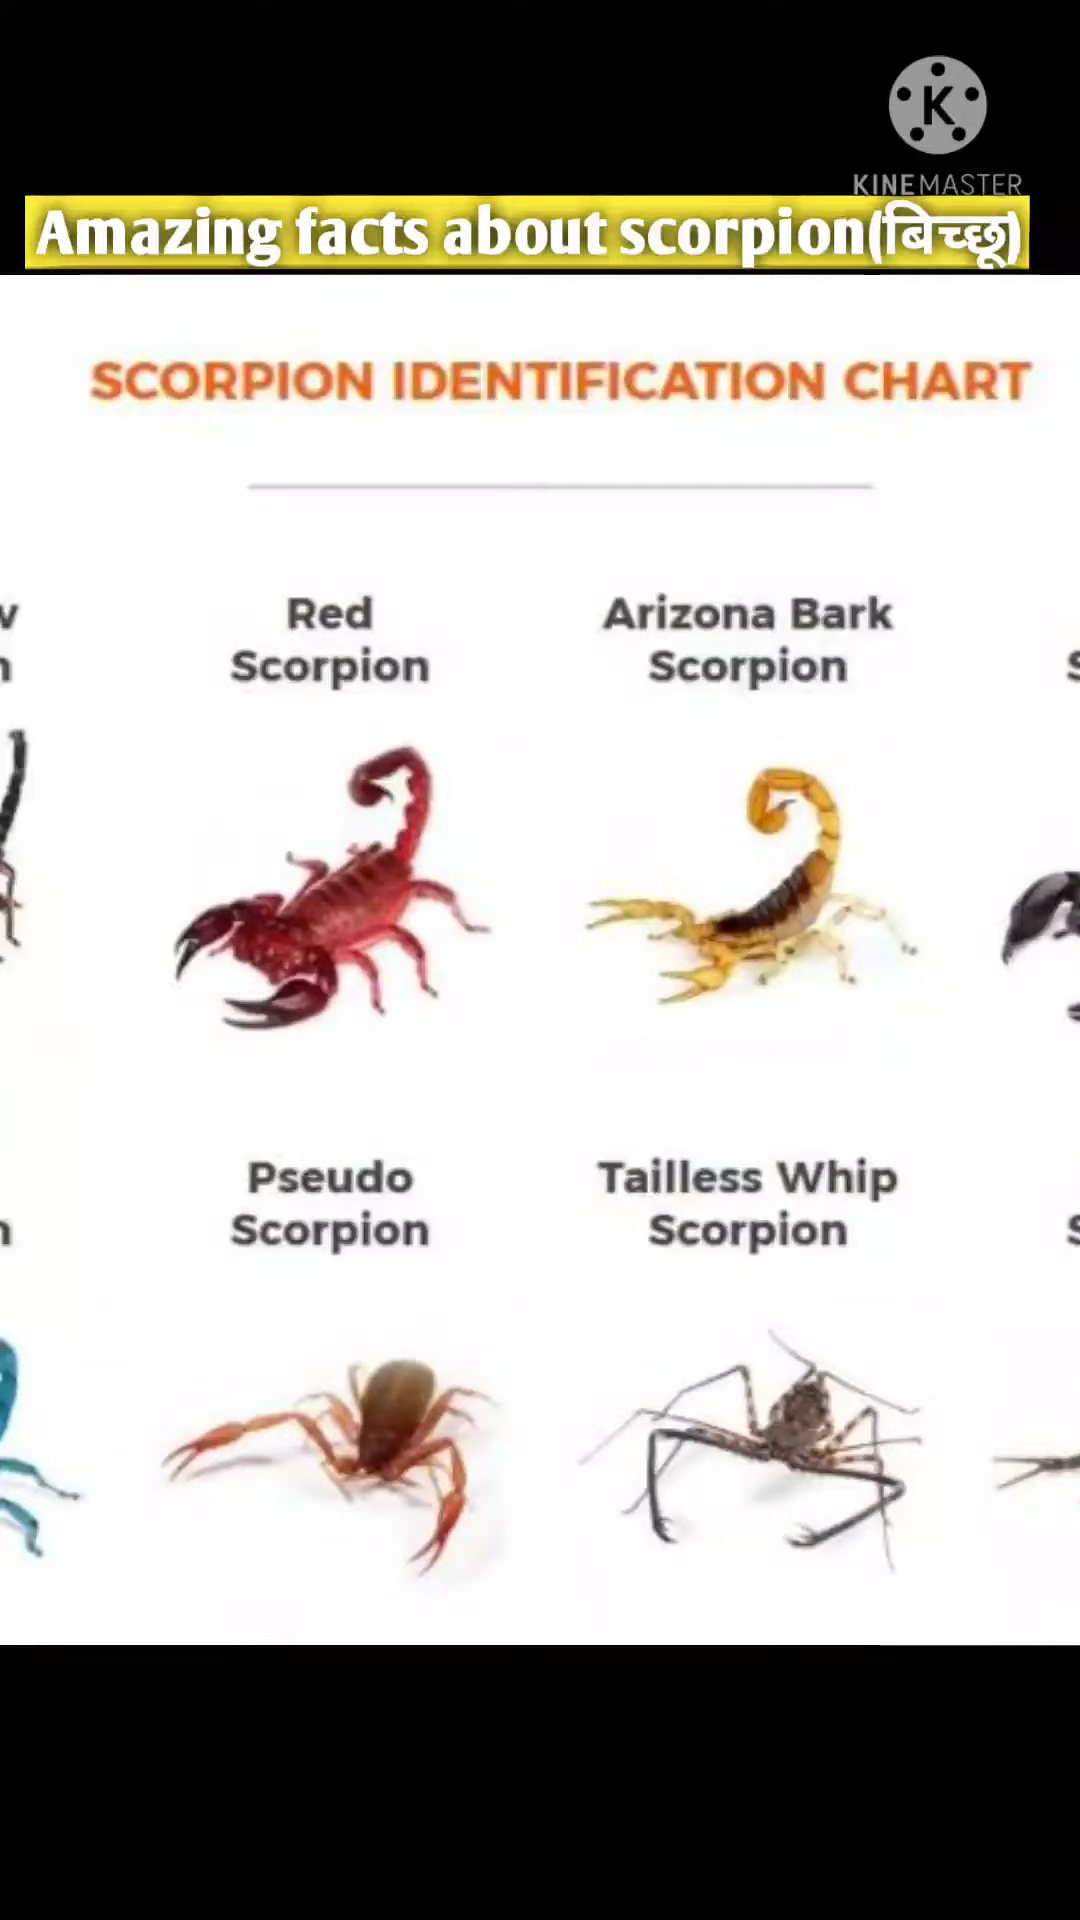 K
KINEMASTER
Amazing facts about scorpion(बिच्छू)
SCORPION IDENTIFICATION CHART
Red
Scorpion
Arizona Bark
Scorpion
Pseudo
Scorpion
Tailless Whip
Scorpion